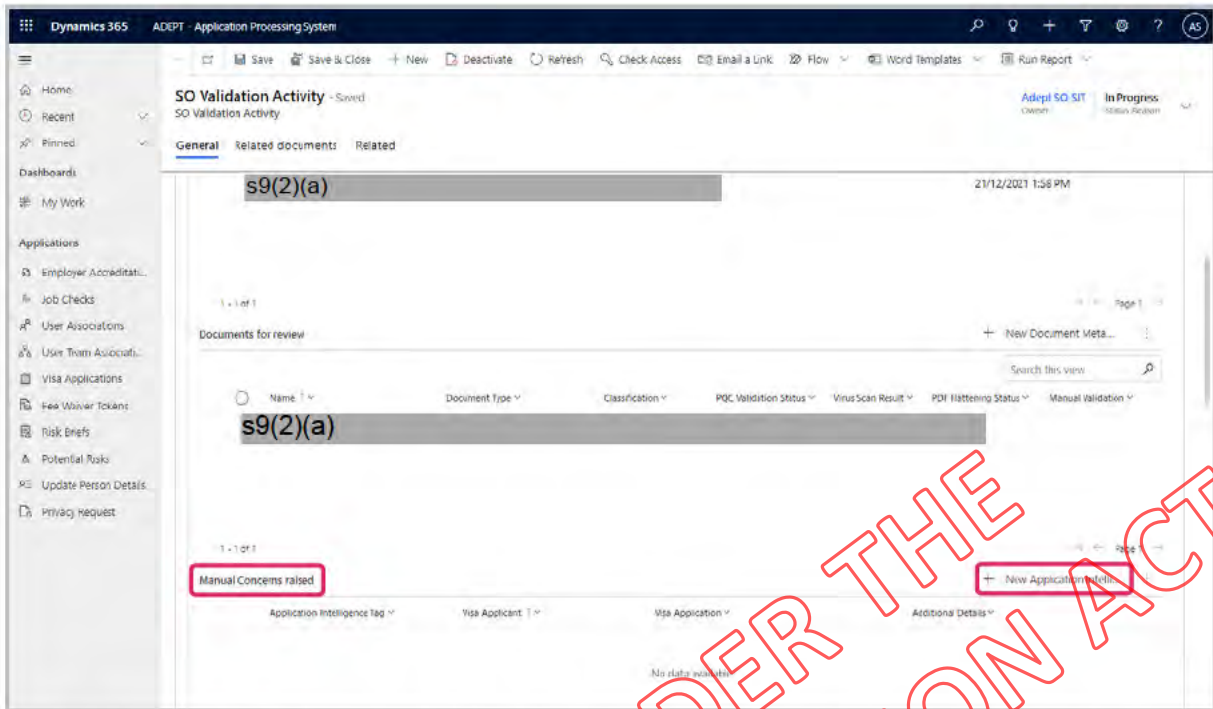 Dynamics 365 ADEPT - Application Processing System ? AS
Save Save & Close + New Deactivate Refresh Check Access Email a Link Flow Word Templates Run Report
Home
Recent
Pinned
Dashboards
My Work
Applications
Employer Accreditati...
Job Checks
User Associations
User Team Associati...
Visa Applications
Fee Waiver Tokens
Risk Briefs
Potential Risks
Update Person Details
Privacy Request
SO Validation Activity - Saved
SO Validation Activity
Adept SO SIT In Progress
Owner Status Reason
General Related documents Related
s9(2)(a) 21/12/2021 1:58 PM
1 - 1 of 1 Page 1
Documents for review + New Document Meta...
Search this view
Name Document Type Classification PQC Validation Status Virus Scan Result PDF Flattening Status Manual Validation
s9(2)(a)
1 - 1 of 1 Page 1
Manual Concerns raised + New Application Intelli...
Application Intelligence Tag Visa Applicant Visa Application Additional Details
No data available
DER THE
ION ACT